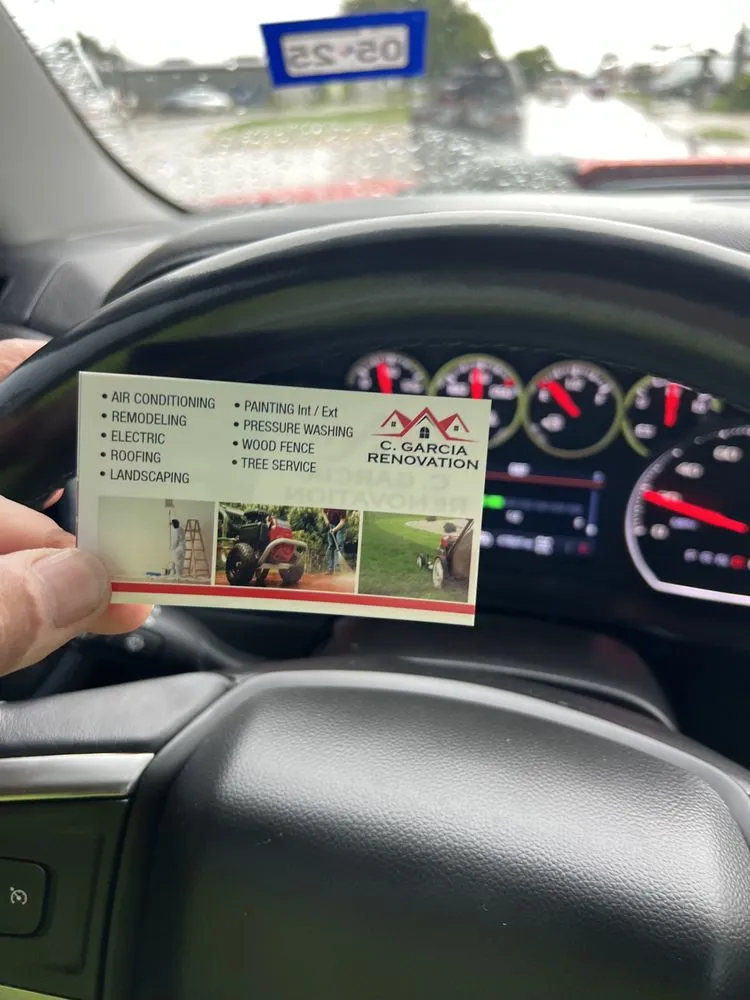 05·25
• AIR CONDITIONING
• REMODELING
• ELECTRIC
• ROOFING
• LANDSCAPING
• PAINTING Int / Ext
• PRESSURE WASHING
• WOOD FENCE
• TREE SERVICE
C. GARCIA
RENOVATION